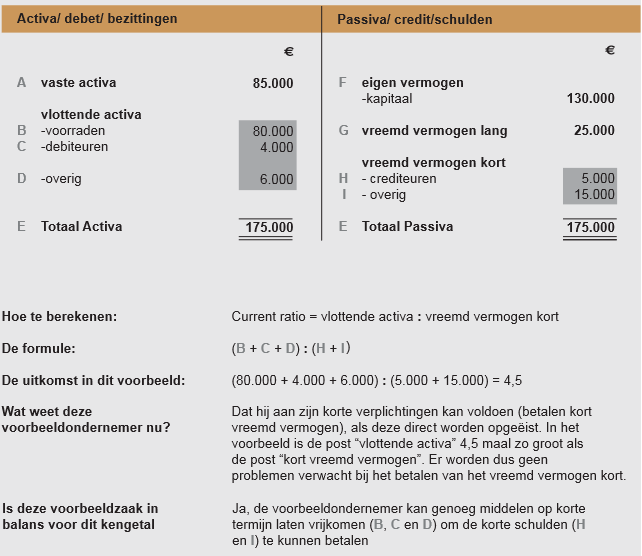 Activa/ debet/ bezittingen Passiva/ credit/schulden
€ €
A vaste activa 85.000 F eigen vermogen
-kapitaal 130.000
vlottende activa
B -voorraden 80.000 G vreemd vermogen lang 25.000
C -debiteuren 4.000
vreemd vermogen kort
D -overig 6.000 H - crediteuren 5.000
I - overig 15.000
E Totaal Activa 175.000 E Totaal Passiva 175.000
Hoe te berekenen: Current ratio = vlottende activa : vreemd vermogen kort
De formule: (B + C + D) : (H + I)
De uitkomst in dit voorbeeld: (80.000 + 4.000 + 6.000) : (5.000 + 15.000) = 4,5
Wat weet deze Dat hij aan zijn korte verplichtingen kan voldoen (betalen kort
voorbeeldondernemer nu? vreemd vermogen), als deze direct worden opgeëist. In het
voorbeeld is de post “vlottende activa” 4,5 maal zo groot als
de post “kort vreemd vermogen”. Er worden dus geen
problemen verwacht bij het betalen van het vreemd vermogen kort.
Is deze voorbeeldzaak in Ja, de voorbeeldondernemer kan genoeg middelen op korte
balans voor dit kengetal termijn laten vrijkomen (B, C en D) om de korte schulden (H
en I) te kunnen betalen